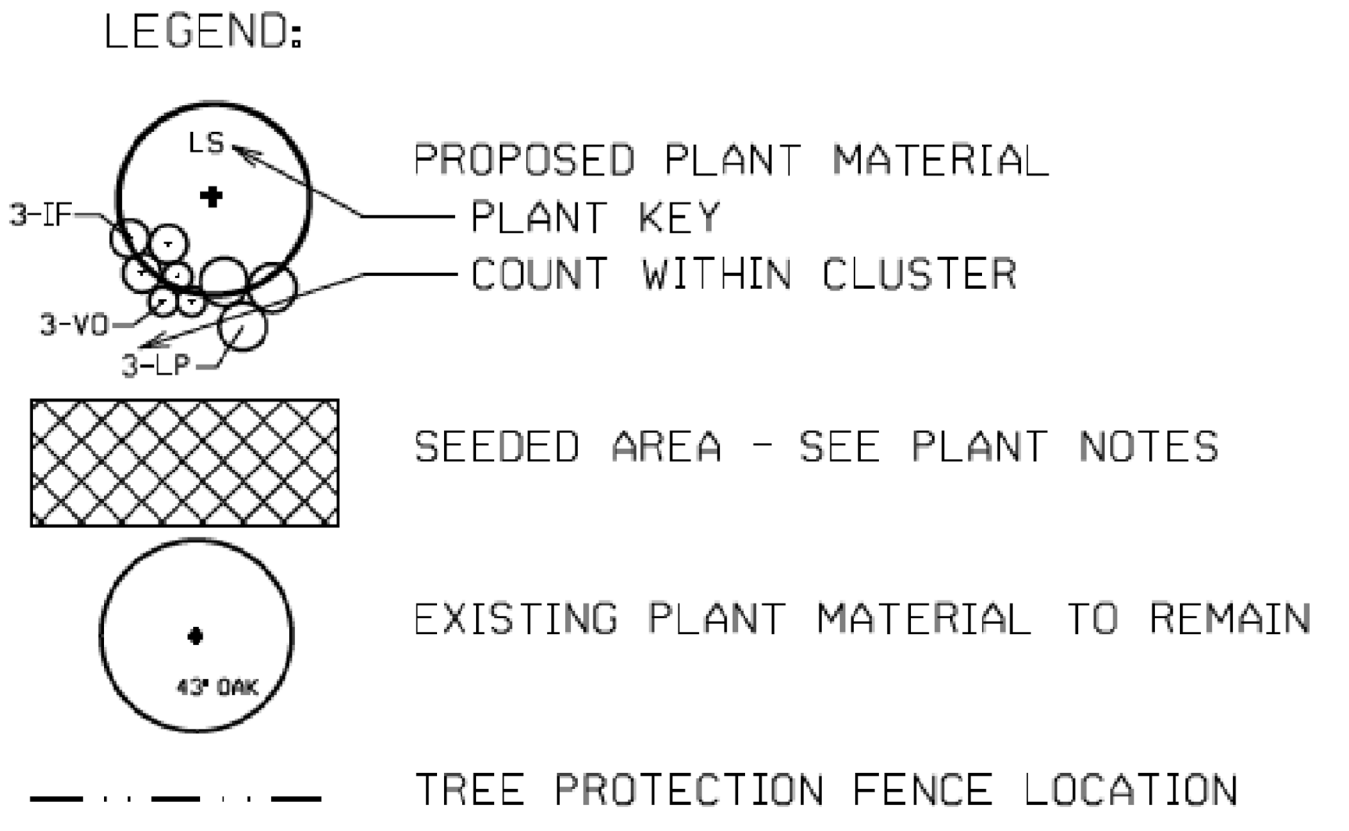 LEGEND:
LS
PROPOSED PLANT MATERIAL
3-IF
PLANT KEY
COUNT WITHIN CLUSTER
3-VO
3-LP
SEEDED AREA - SEE PLANT NOTES
EXISTING PLANT MATERIAL TO REMAIN
43" OAK
TREE PROTECTION FENCE LOCATION